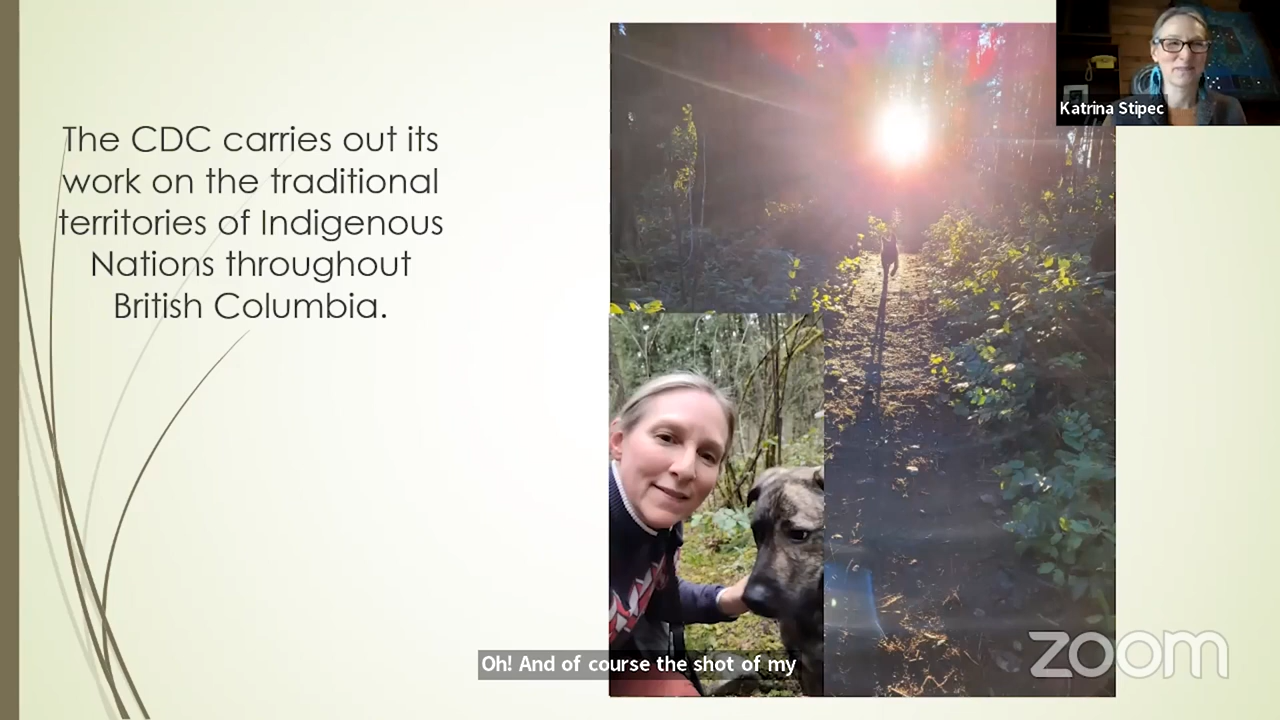 The CDC carries out its
work on the traditional
territories of Indigenous
Nations throughout
British Columbia.
Katrina Stipec
Oh! And of course the shot of my
zoom